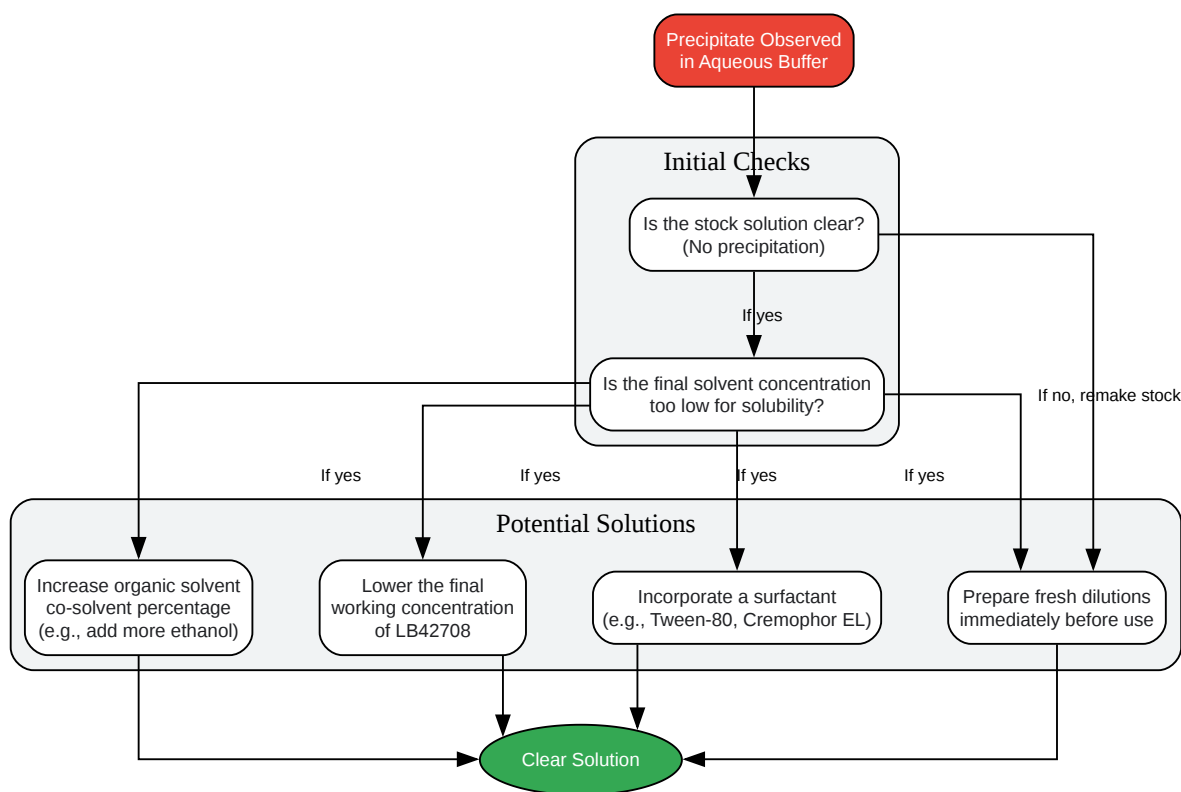 Precipitate Observed
in Aqueous Buffer
Initial Checks
Is the stock solution clear?
(No precipitation)
If yes
Is the final solvent concentration
too low for solubility?
If no, remake stock
If yes
If yes
If yes
If yes
Potential Solutions
Increase organic solvent
co-solvent percentage
(e.g., add more ethanol)
Lower the final
working concentration
of LB42708
Incorporate a surfactant
(e.g., Tween-80, Cremophor EL)
Prepare fresh dilutions
immediately before use
Clear Solution